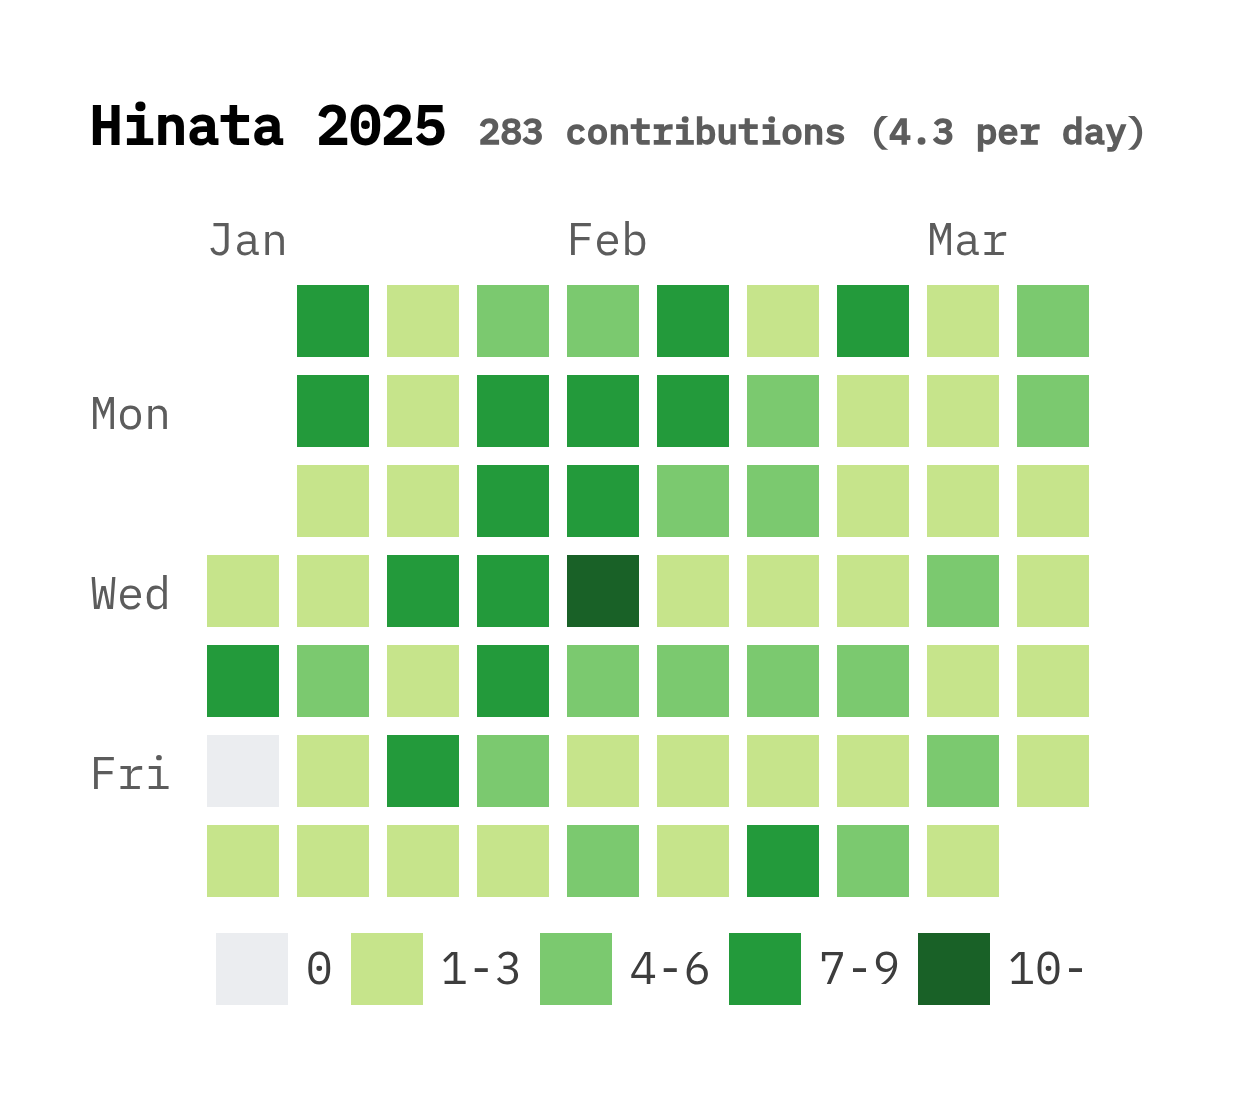 Hinata 2025 283 contributions (4.3 per day)
Jan Feb Mar
Mon
Wed
Fri
0 1-3 4-6 7-9 10-